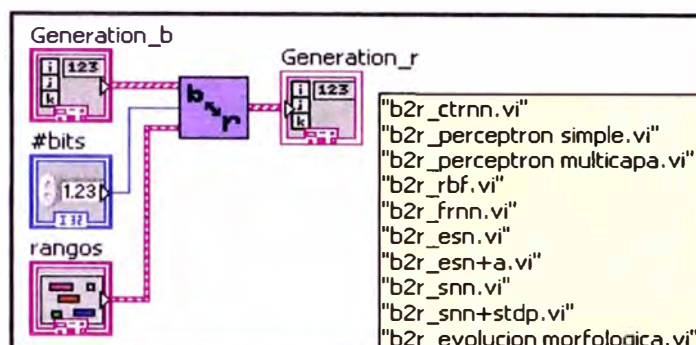 Generation_b
i
j
k
123
b
r
Generation_r
i
j
k
123
#bits
1.23
I32
rangos
"b2r_ctrnn.vi"
"b2r_perceptron simple.vi"
"b2r_perceptron multicapa.vi"
"b2r_rbf.vi"
"b2r_frnn.vi"
"b2r_esn.vi"
"b2r_esn+a.vi"
"b2r_snn.vi"
"b2r_snn+stdp.vi"
"b2r_evolucion morfologica.vi"